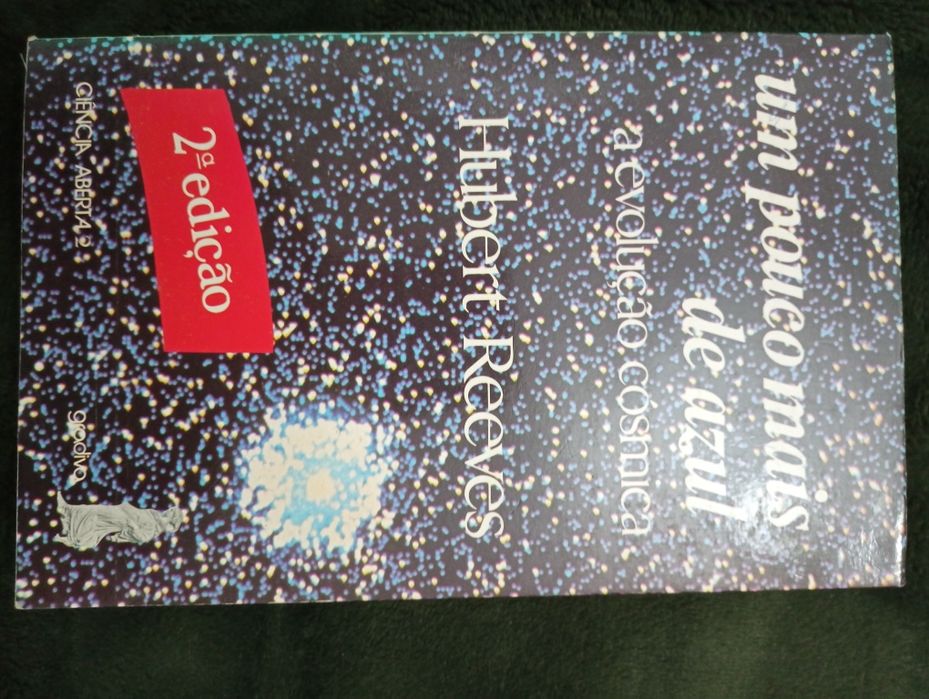 um pouco mais
de azul
a evolução cósmica
Hubert Reeves
2ª edição
CIÊNCIA ABERTA 2
gradiva